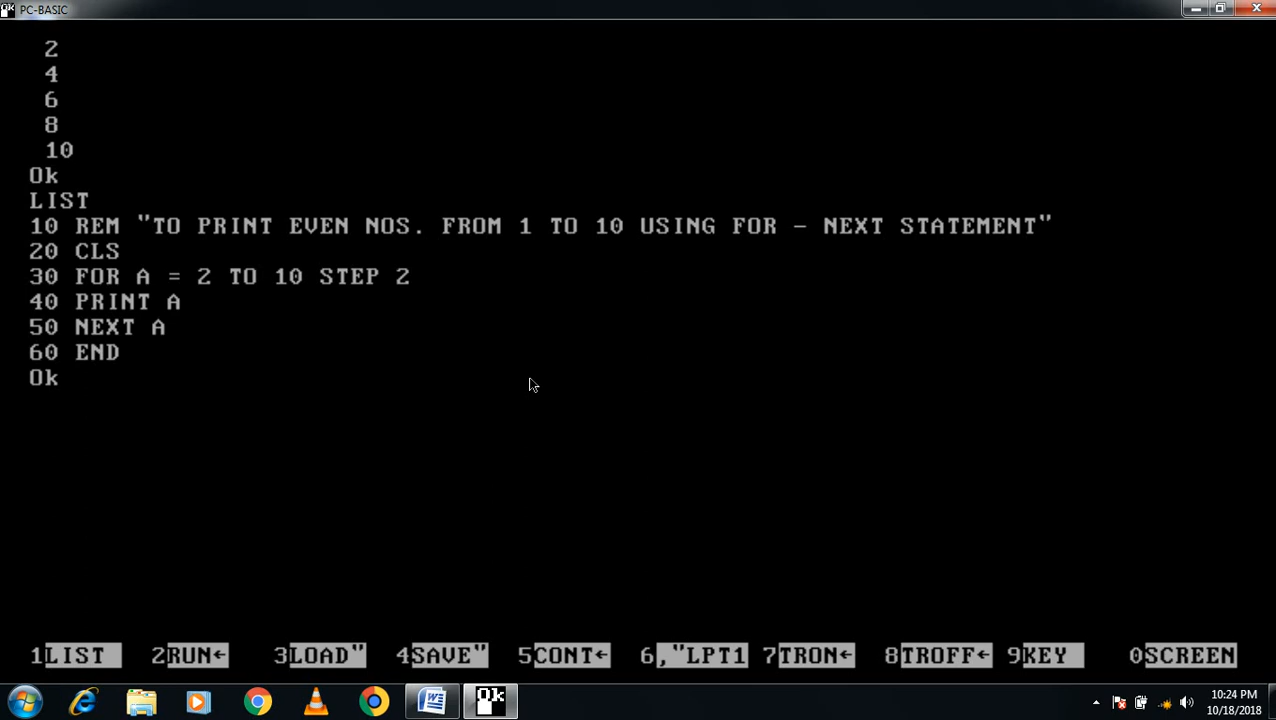 PC-BASIC
2
4
6
8
10
Ok
LIST
10 REM "TO PRINT EVEN NOS. FROM 1 TO 10 USING FOR - NEXT STATEMENT"
20 CLS
30 FOR A = 2 TO 10 STEP 2
40 PRINT A
50 NEXT A
60 END
Ok
1LIST 2RUN← 3LOAD" 4SAVE" 5CONT← 6,"LPT1 7TRON← 8TROFF← 9KEY 0SCREEN
Ok
10:24 PM
10/18/2018